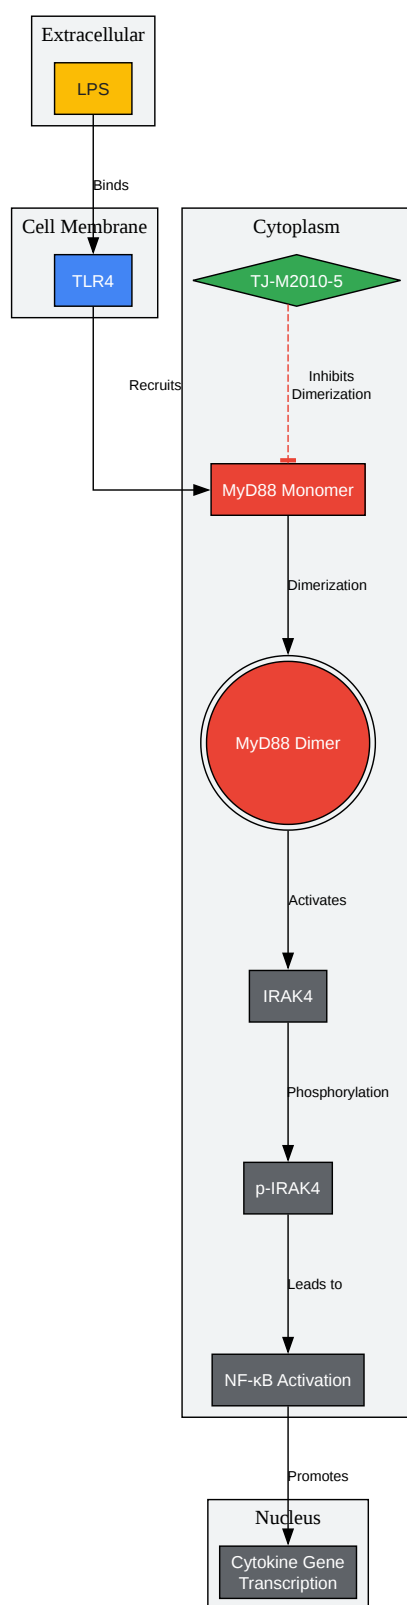 Extracellular
LPS
Binds
Cell Membrane
TLR4
Cytoplasm
TJ-M2010-5
Recruits
Inhibits
Dimerization
MyD88 Monomer
Dimerization
MyD88 Dimer
Activates
IRAK4
Phosphorylation
p-IRAK4
Leads to
NF-κB Activation
Promotes
Nucleus
Cytokine Gene
Transcription